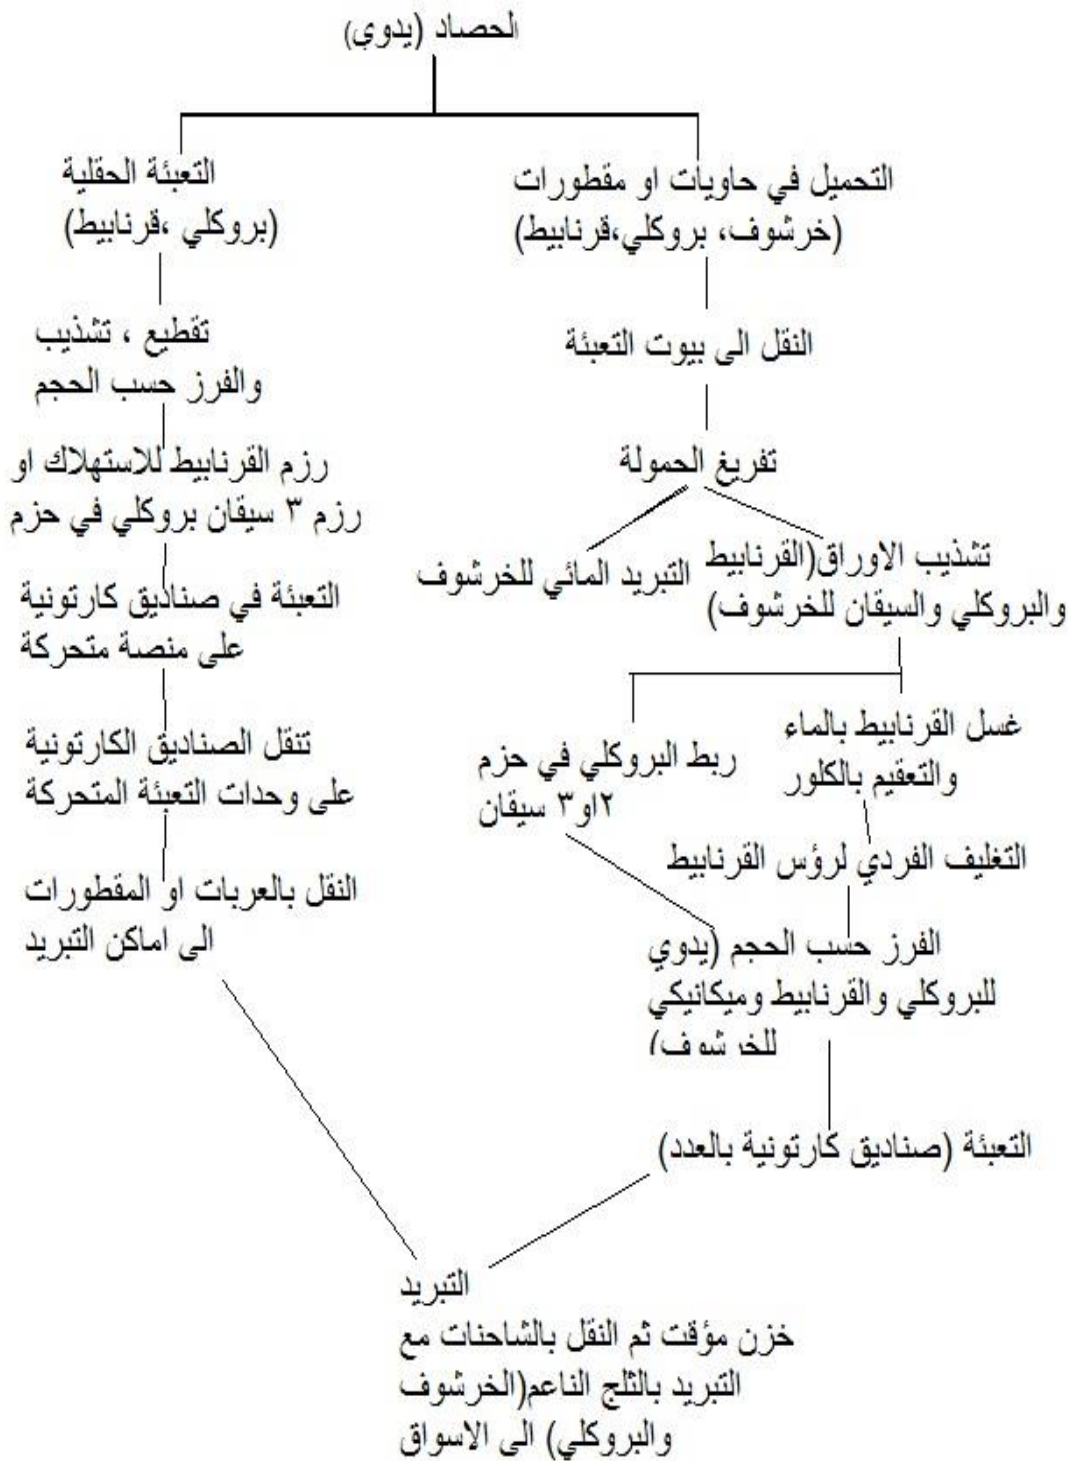 الحصاد (يدوي)
التحميل في حاويات او مقطورات
(خرشوف، بروكلي،قرنابيط)
النقل الى بيوت التعبئة
تفريغ الحمولة
تشذيب الاوراق(القرنابيط
والبروكلي والسيقان للخرشوف)
التبريد المائي للخرشوف
غسل القرنابيط بالماء
والتعقيم بالكلور
ربط البروكلي في حزم
٢او٣ سيقان
التغليف الفردي لرؤس القرنابيط
الفرز حسب الحجم (يدوي
للبروكلي والقرنابيط وميكانيكي
للخرشوف)
التعبئة (صناديق كارتونية بالعدد)
التعبئة الحقلية
(بروكلي ،قرنابيط)
تقطيع ، تشذيب
والفرز حسب الحجم
رزم القرنابيط للاستهلاك او
رزم ٣ سيقان بروكلي في حزم
التعبئة في صناديق كارتونية
على منصة متحركة
تنقل الصناديق الكارتونية
على وحدات التعبئة المتحركة
النقل بالعربات او المقطورات
الى اماكن التبريد
التبريد
خزن مؤقت ثم النقل بالشاحنات مع
التبريد بالثلج الناعم(الخرشوف
والبروكلي) الى الاسواق